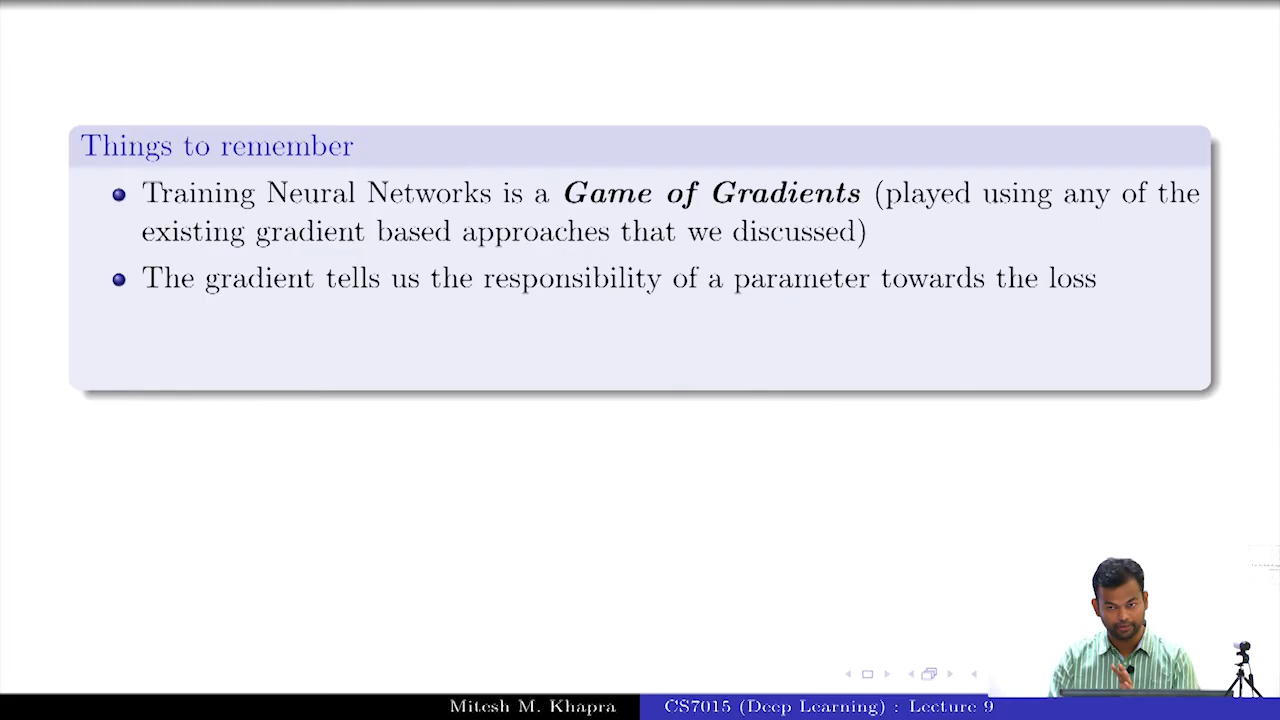 Things to remember
Training Neural Networks is a Game of Gradients (played using any of the
existing gradient based approaches that we discussed)
The gradient tells us the responsibility of a parameter towards the loss
Mitesh M. Khapra
CS7015 (Deep Learning) : Lecture 9